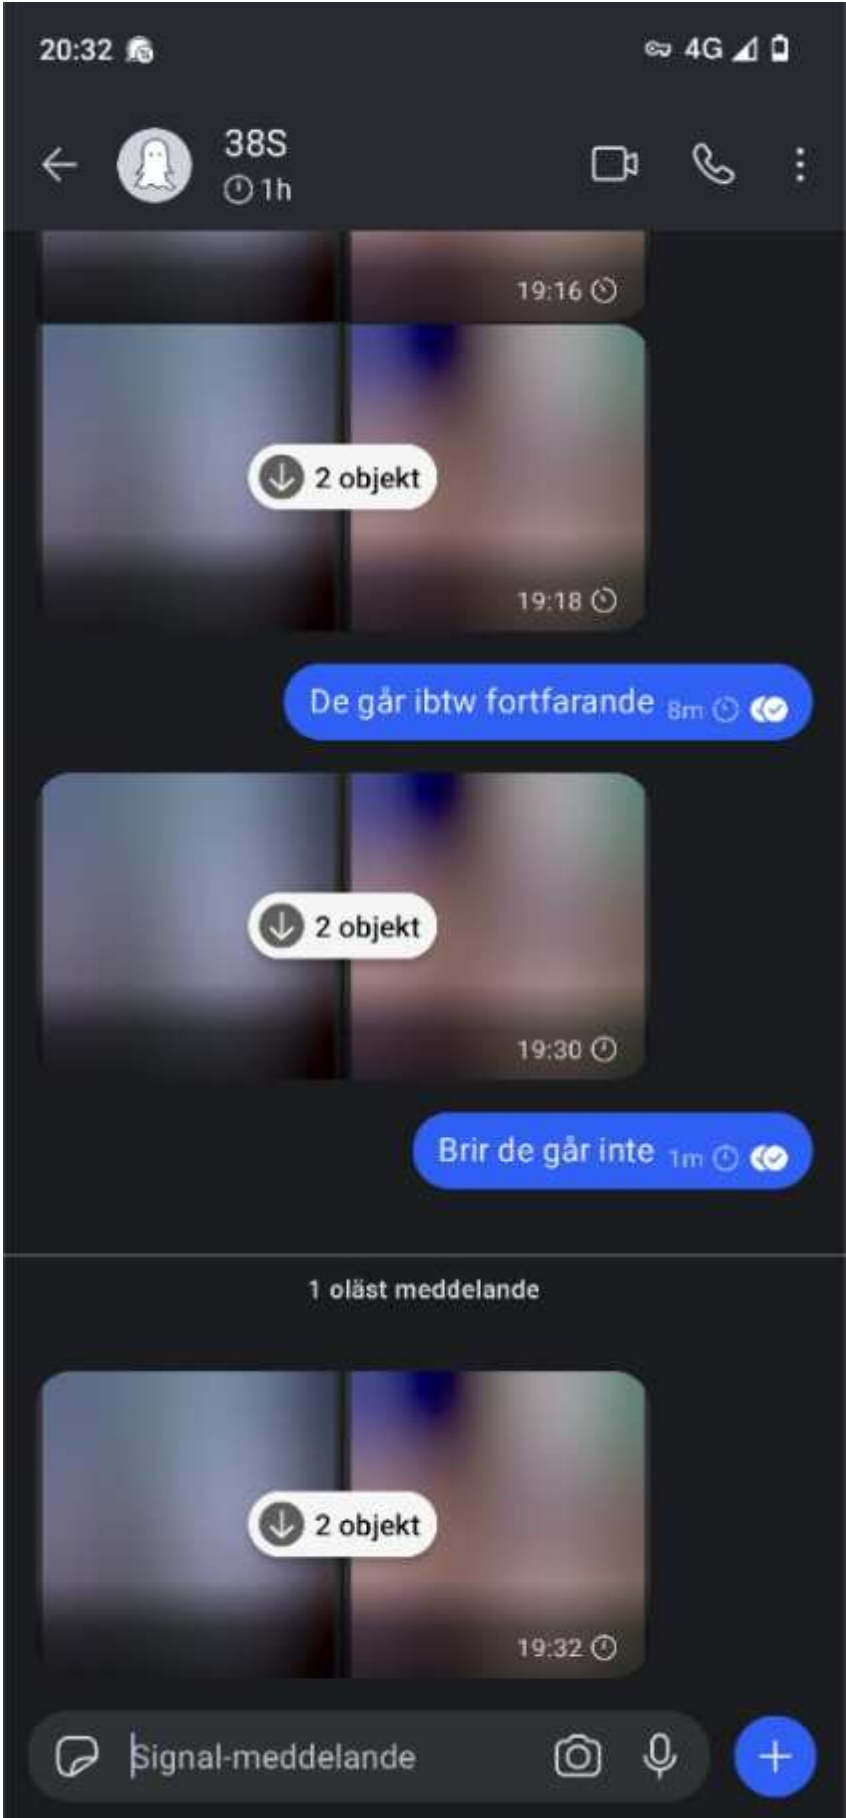 20:32
4G
38S
1h
19:16
2 objekt
19:18
De går ibtw fortfarande 8m
2 objekt
19:30
Brir de går inte 1m
1 oläst meddelande
2 objekt
19:32
Signal-meddelande